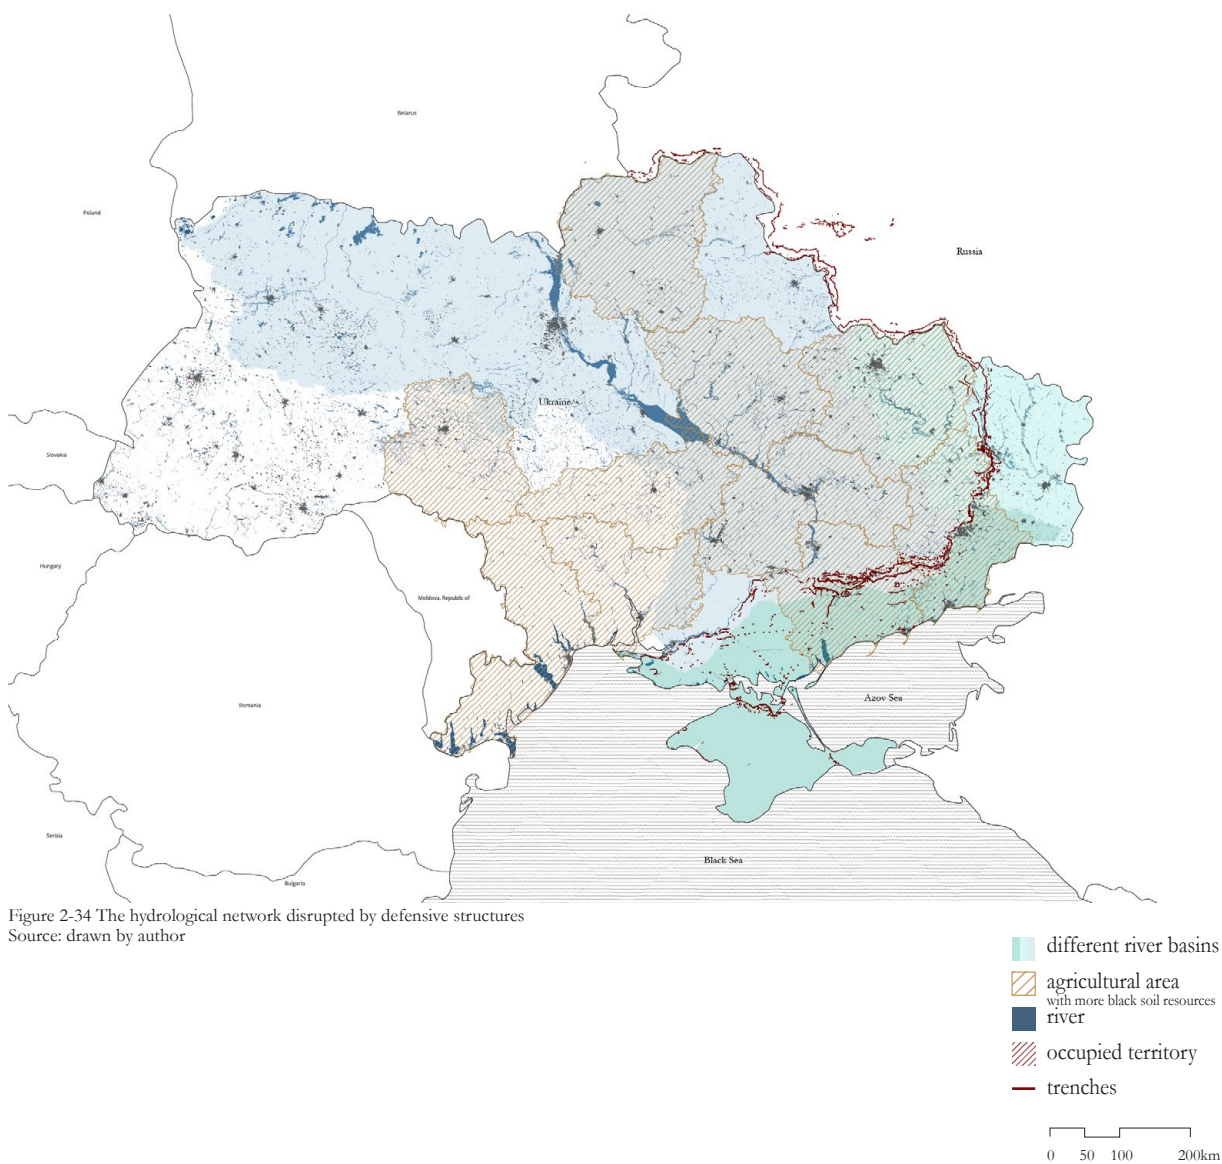 Belarus
Poland
Russia
Ukraine
Slovakia
Hungary
Moldova, Republic of
Romania
Azov Sea
Serbia
Black Sea
Bulgaria
Figure 2-34 The hydrological network disrupted by defensive structures
Source: drawn by author
different river basins
agricultural area
with more black soil resources
river
occupied territory
trenches
0 50 100 200km